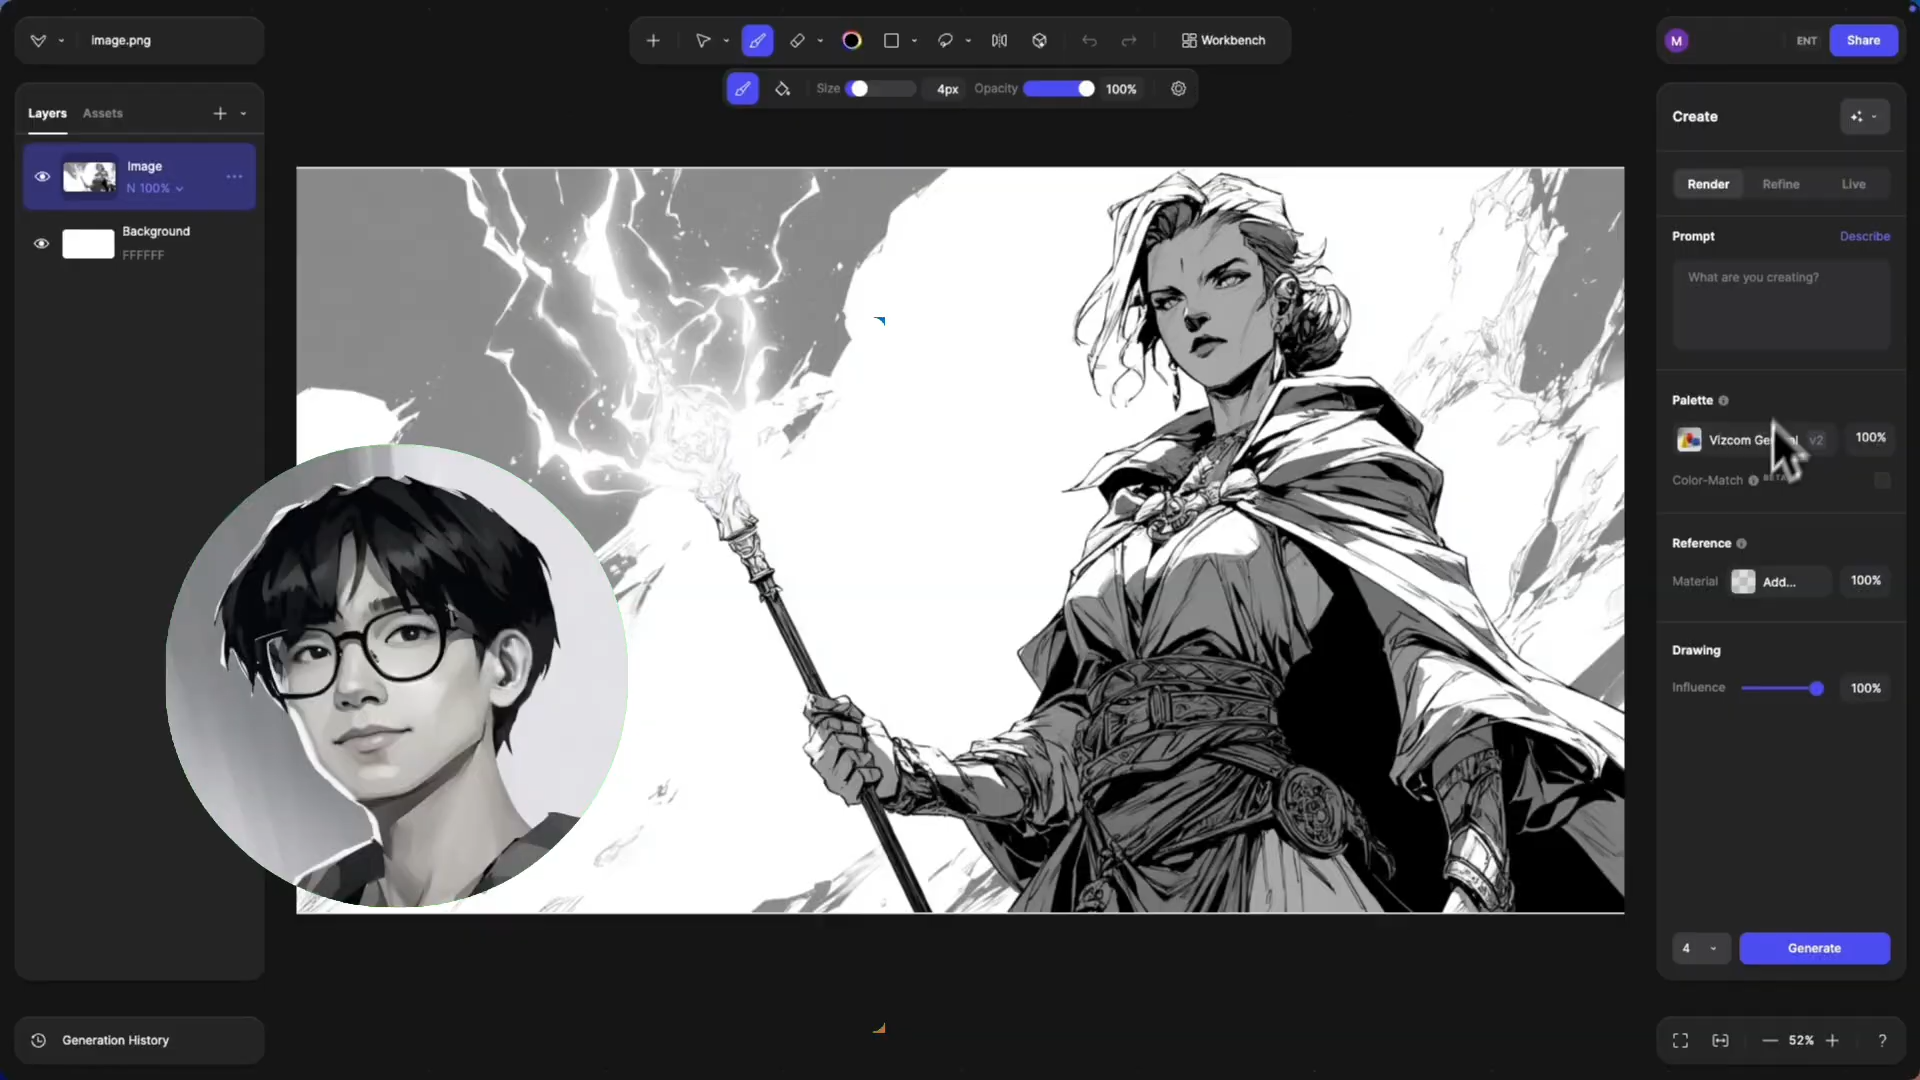 image.png
Workbench
M
ENT
Share
Size
4px
Opacity
100%
Layers
Assets
Image
N 100%
Background
FFFFFF
Create
Render
Refine
Live
Prompt
Describe
What are you creating?
Palette
Vizcom
v2
100%
Color-Match
Reference
Material
Add...
100%
Drawing
Influence
100%
4
Generate
Generation History
52%
?